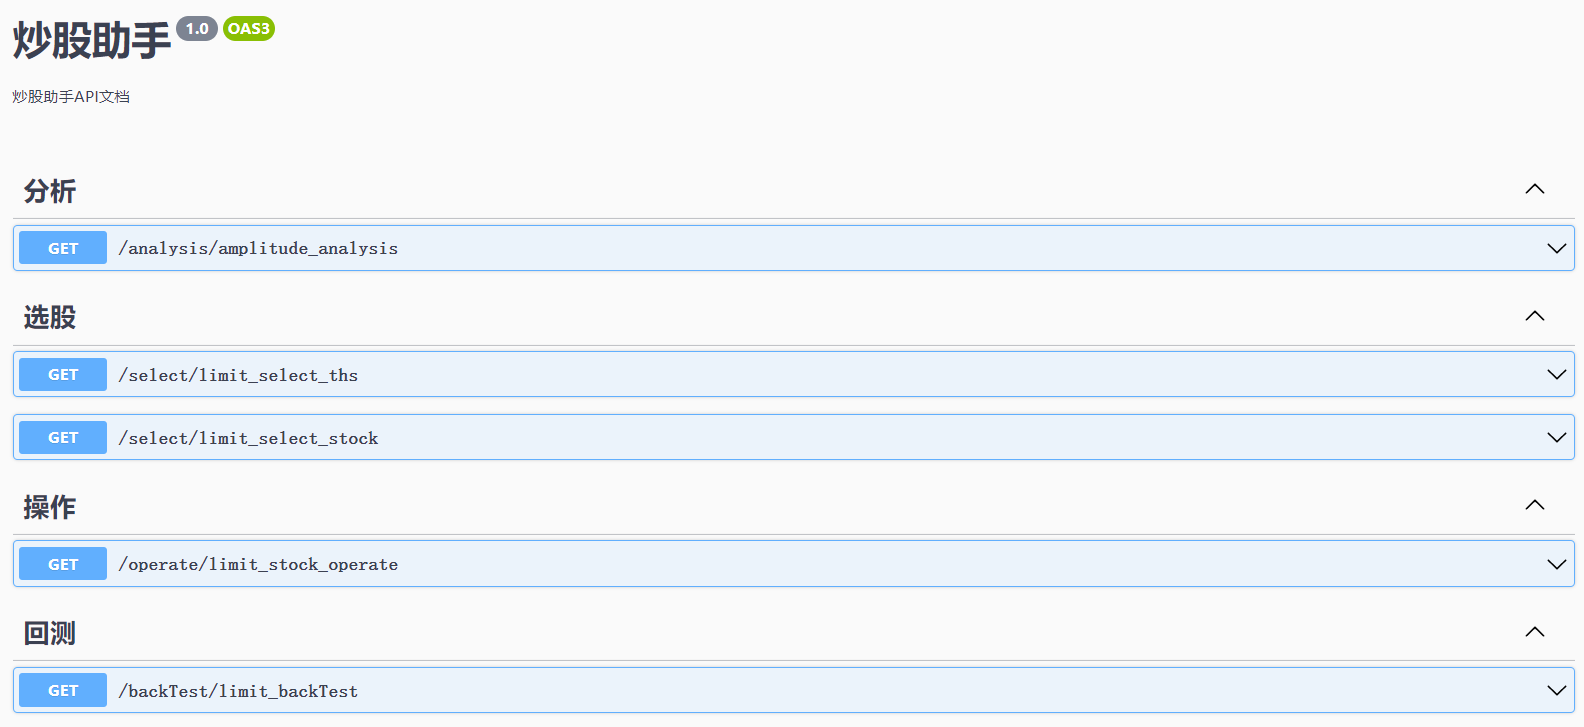 炒股助手 1.0 OAS3
炒股助手API文档
分析
GET /analysis/amplitude_analysis
选股
GET /select/limit_select_ths
GET /select/limit_select_stock
操作
GET /operate/limit_stock_operate
回测
GET /backTest/limit_backTest